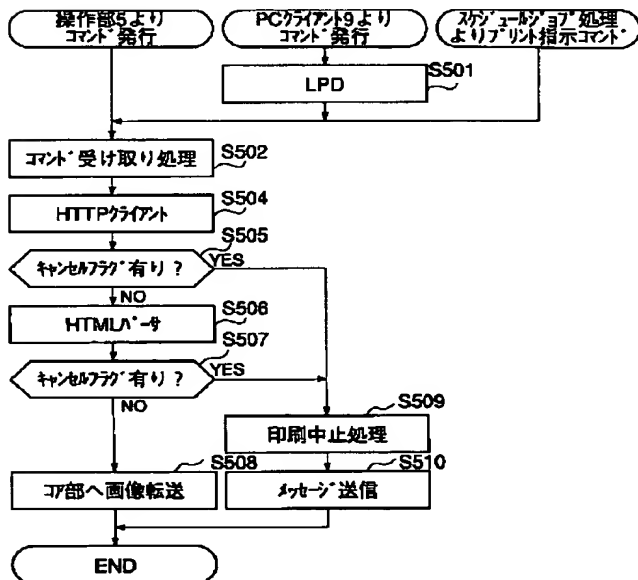 操作部5より
コマンド発行
PCクライアント9より
コマンド発行
スケジュールジョブ処理
よりプリント指示コマンド
S501
LPD
S502
コマンド受け取り処理
S504
HTTPクライアント
S505
キャンセルフラグ有り?
YES
NO
S506
HTMLパーサ
S507
キャンセルフラグ有り?
YES
NO
S509
印刷中止処理
S508
コア部へ画像転送
S510
メッセージ送信
END